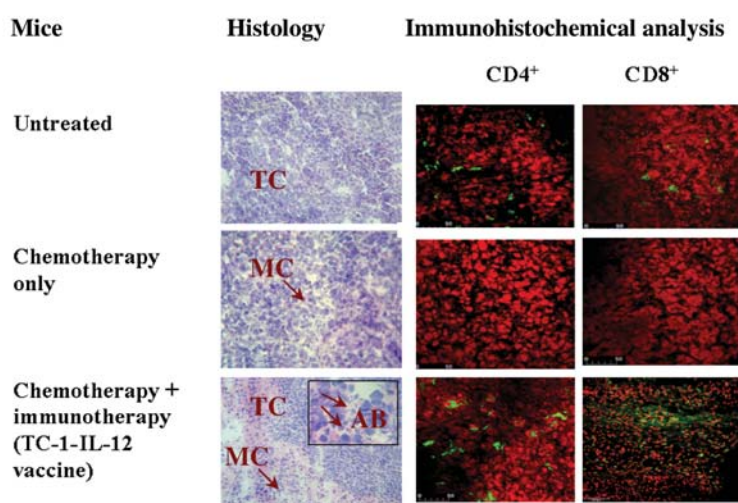 Mice Histology Immunohistochemical analysis
CD4+ CD8+
Untreated
TC
Chemotherapy
only
MC
Chemotherapy +
immunotherapy
(TC-1-IL-12
vaccine)
TC
AB
MC